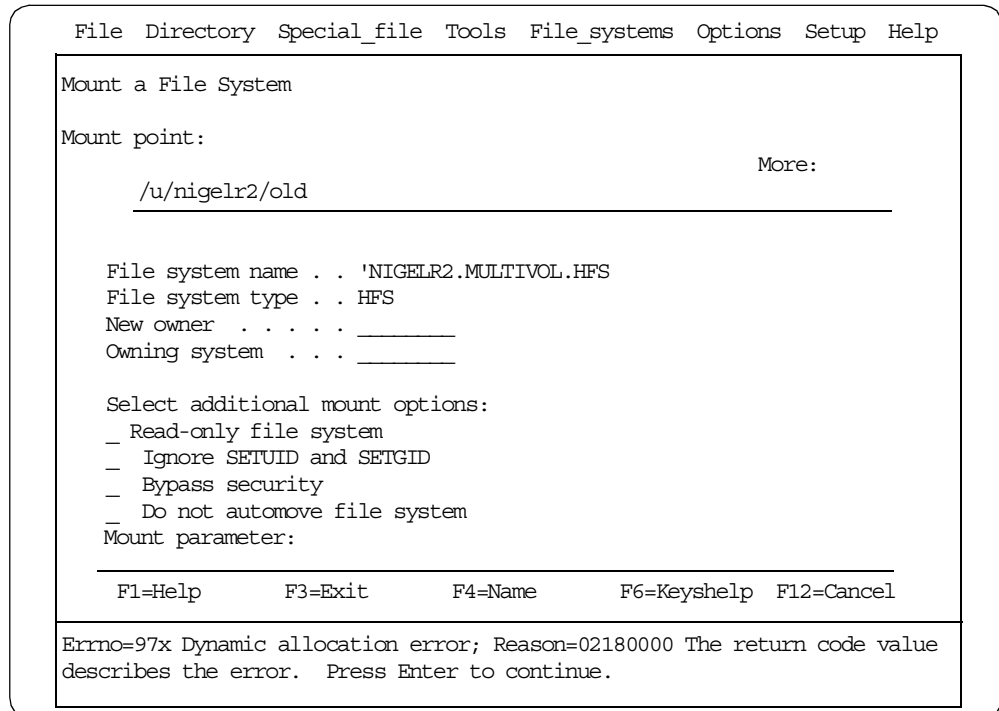 File Directory Special_file Tools File_systems Options Setup Help
Mount a File System
Mount point:
More:
/u/nigelr2/old
File system name . . 'NIGELR2.MULTIVOL.HFS
File system type . . HFS
New owner . . . . . ________
Owning system . . . ________
Select additional mount options:
_ Read-only file system
_ Ignore SETUID and SETGID
_ Bypass security
_ Do not automove file system
Mount parameter:
F1=Help F3=Exit F4=Name F6=Keyshelp F12=Cancel
Errno=97x Dynamic allocation error; Reason=02180000 The return code value
describes the error. Press Enter to continue.